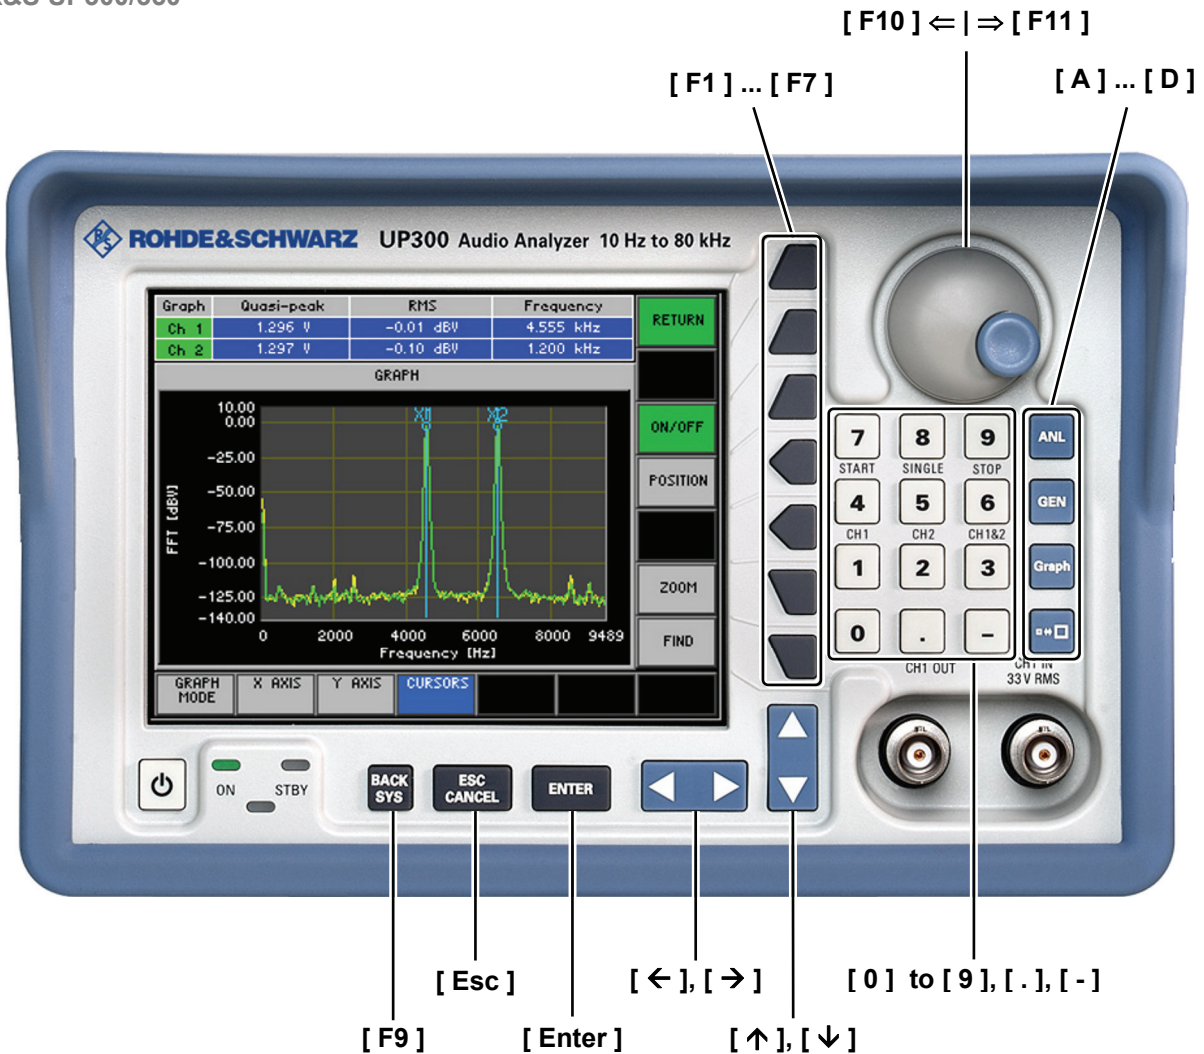 [ F10 ] ⇐ | ⇒ [ F11 ]
[ F1 ] ... [ F7 ]
[ A ] ... [ D ]
ROHDE&SCHWARZ UP300 Audio Analyzer 10 Hz to 80 kHz
Graph Quasi-peak RMS Frequency
Ch 1 1.296 V -0.01 dBV 4.555 kHz
Ch 2 1.297 V -0.10 dBV 1.200 kHz
GRAPH
RETURN
ON/OFF
POSITION
ZOOM
FIND
FFT [dBV]
10.00
0.00
-25.00
-50.00
-75.00
-100.00
-125.00
-140.00
0 2000 4000 6000 8000 9489
Frequency [Hz]
GRAPH MODE
X AXIS
Y AXIS
CURSORS
7 8 9 ANL
START SINGLE STOP
4 5 6 GEN
CH1 CH2 CH1&2
1 2 3 Graph
0 . –
CH1 OUT
CH1 IN
33 V RMS
ON STBY
BACK SYS
ESC CANCEL
ENTER
[ Esc ]
[ ← ], [ → ]
[ 0 ] to [ 9 ], [ . ], [ - ]
[ F9 ]
[ Enter ]
[ ↑ ], [ ↓ ]